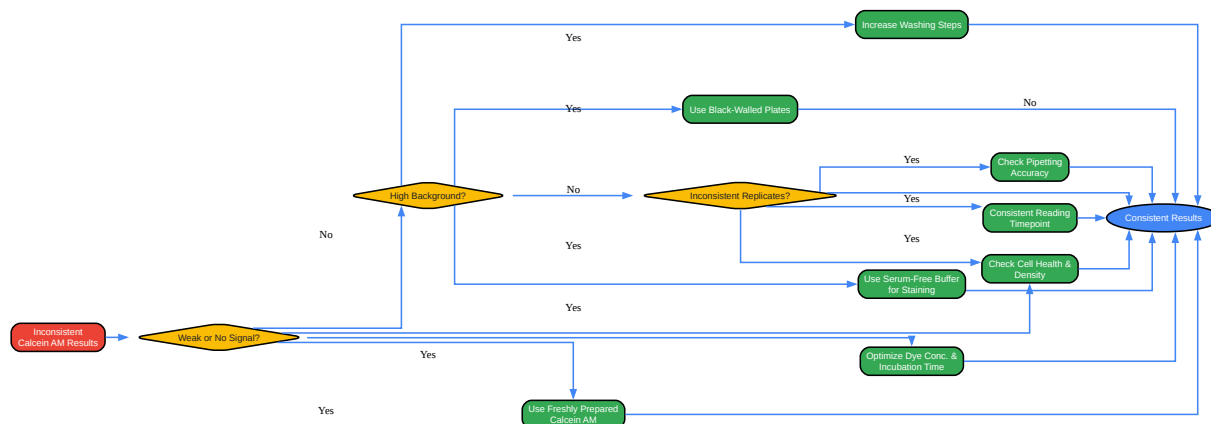 Increase Washing Steps
Yes
Use Black-Walled Plates
Yes
No
Check Pipetting
Accuracy
Yes
High Background?
No
Inconsistent Replicates?
Yes
Consistent Reading
Timepoint
Consistent Results
No
Yes
Yes
Check Cell Health &
Density
Use Serum-Free Buffer
for Staining
Yes
Inconsistent
Calcein AM Results
Weak or No Signal?
Yes
Optimize Dye Conc. &
Incubation Time
Yes
Use Freshly Prepared
Calcein AM